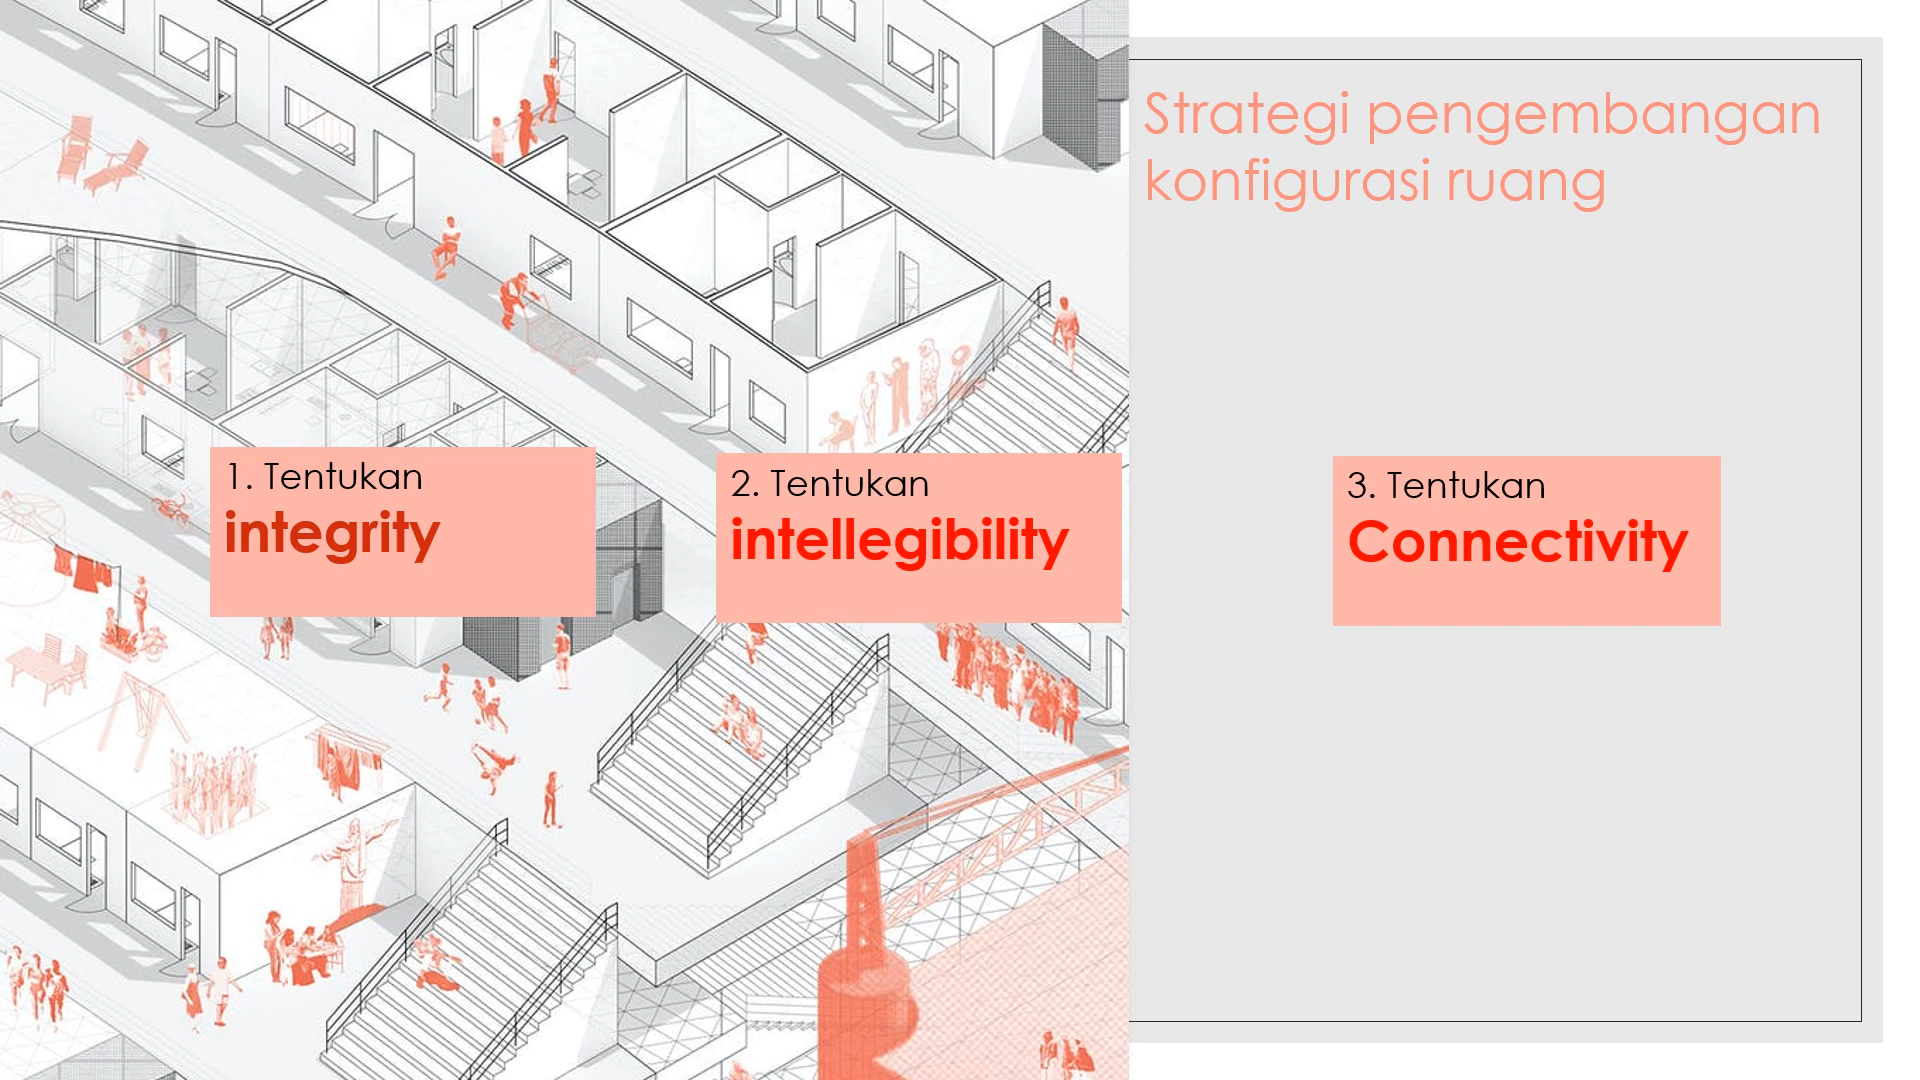 Strategi pengembangan
konfigurasi ruang
1. Tentukan
integrity
2. Tentukan
intellegibility
3. Tentukan
Connectivity